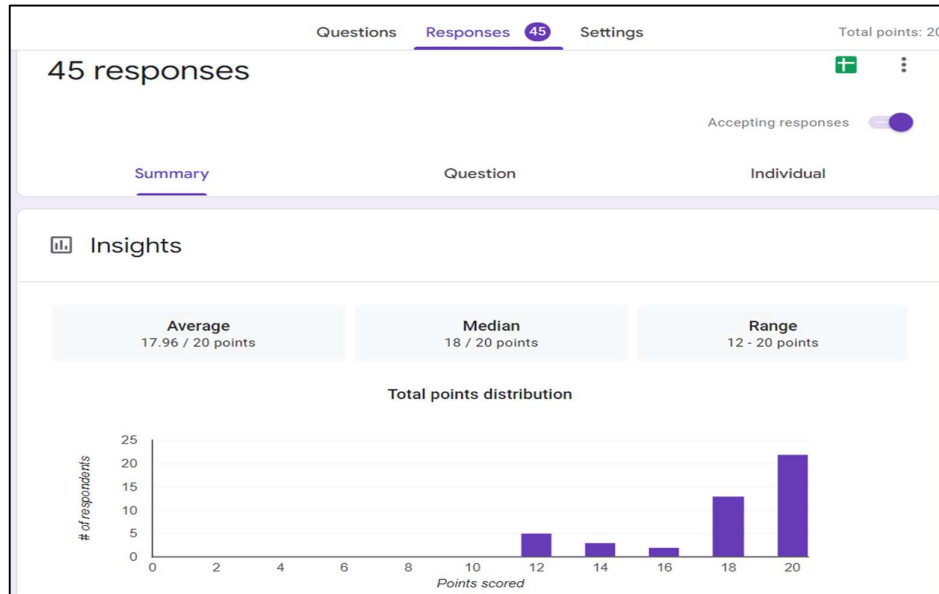 Questions Responses 45 Settings Total points: 20
45 responses
Accepting responses
Summary Question Individual
Insights
Average Median Range
17.96 / 20 points 18 / 20 points 12 - 20 points
Total points distribution
# of respondents
25
20
15
10
5
0
0 2 4 6 8 10 12 14 16 18 20
Points scored